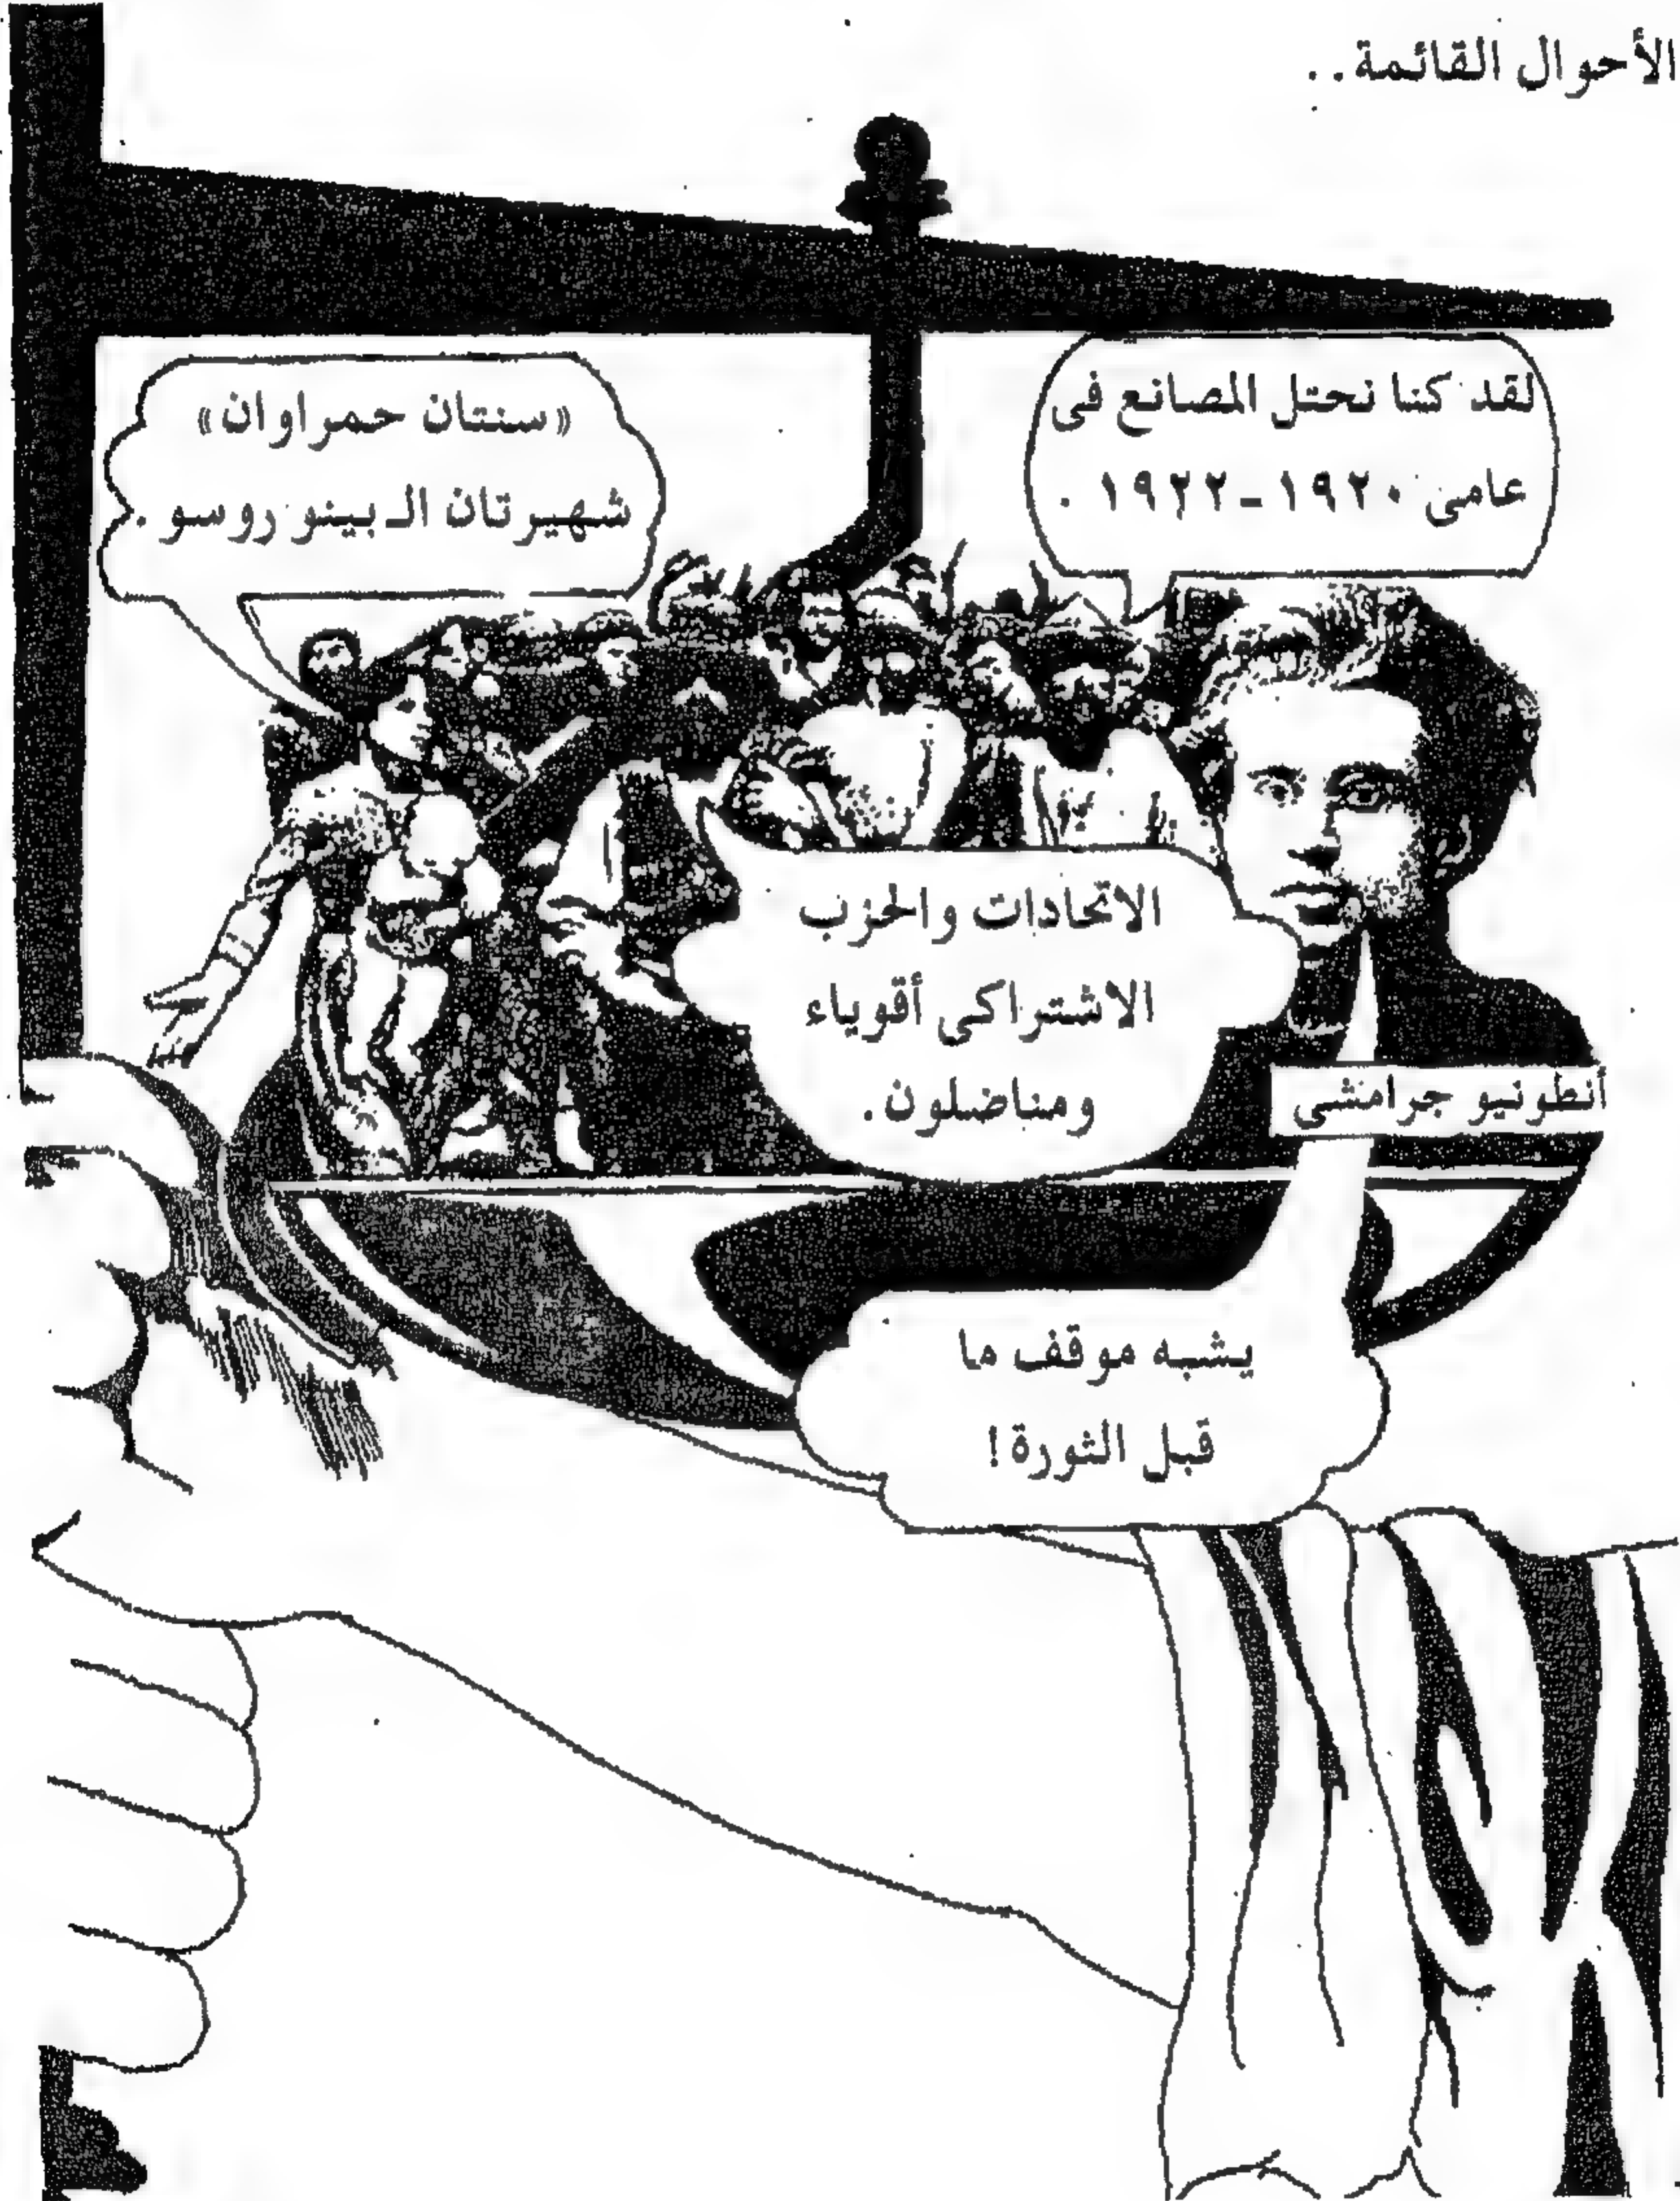 الأحوال القائمة..
لقد كنا نحتل المصانع فى
عامى ١٩٢٠-١٩٢٢ .
«سنتان حمراوان»
شهيرتان الـ بينو روسو .
الاتحادات والحزب
الاشتراكى أقوياء
ومناضلون .
أنطونيو جرامشى
يشبه موقف ما
قبل الثورة !